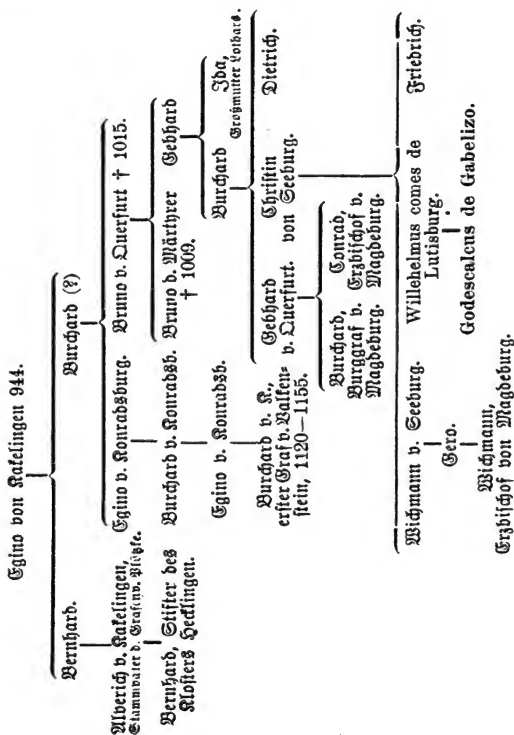 Egino von Kakelingen 944.
Bernhard.
Burchard (?)
Alverich v. Kakelingen,
Stammvater d. Grafen v. Plötzke.
Egino v. Konradsburg.
Bruno v. Querfurt † 1015.
Bernhard, Stifter des
Klosters Hecklingen.
Burchard v. Konradsb.
Bruno d. Märthrer
† 1009.
Gebhard
Egino v. Konradsb.
Burchard
Ida,
Großmutter Lothars.
Burchard v. K.,
erster Graf v. Valken=
stein, 1120—1155.
Gebhard
v. Querfurt.
Christin
von Seeburg.
Dietrich.
Burchard,
Burggraf v.
Magdeburg.
Conrad,
Erzbischof v.
Magdeburg.
Wichmann v. Seeburg.
Willehelmus comes de
Lutisburg.
Friedrich.
Gero.
Godescalcus de Gabelizo.
Wichmann,
Erzbischof von Magdeburg.